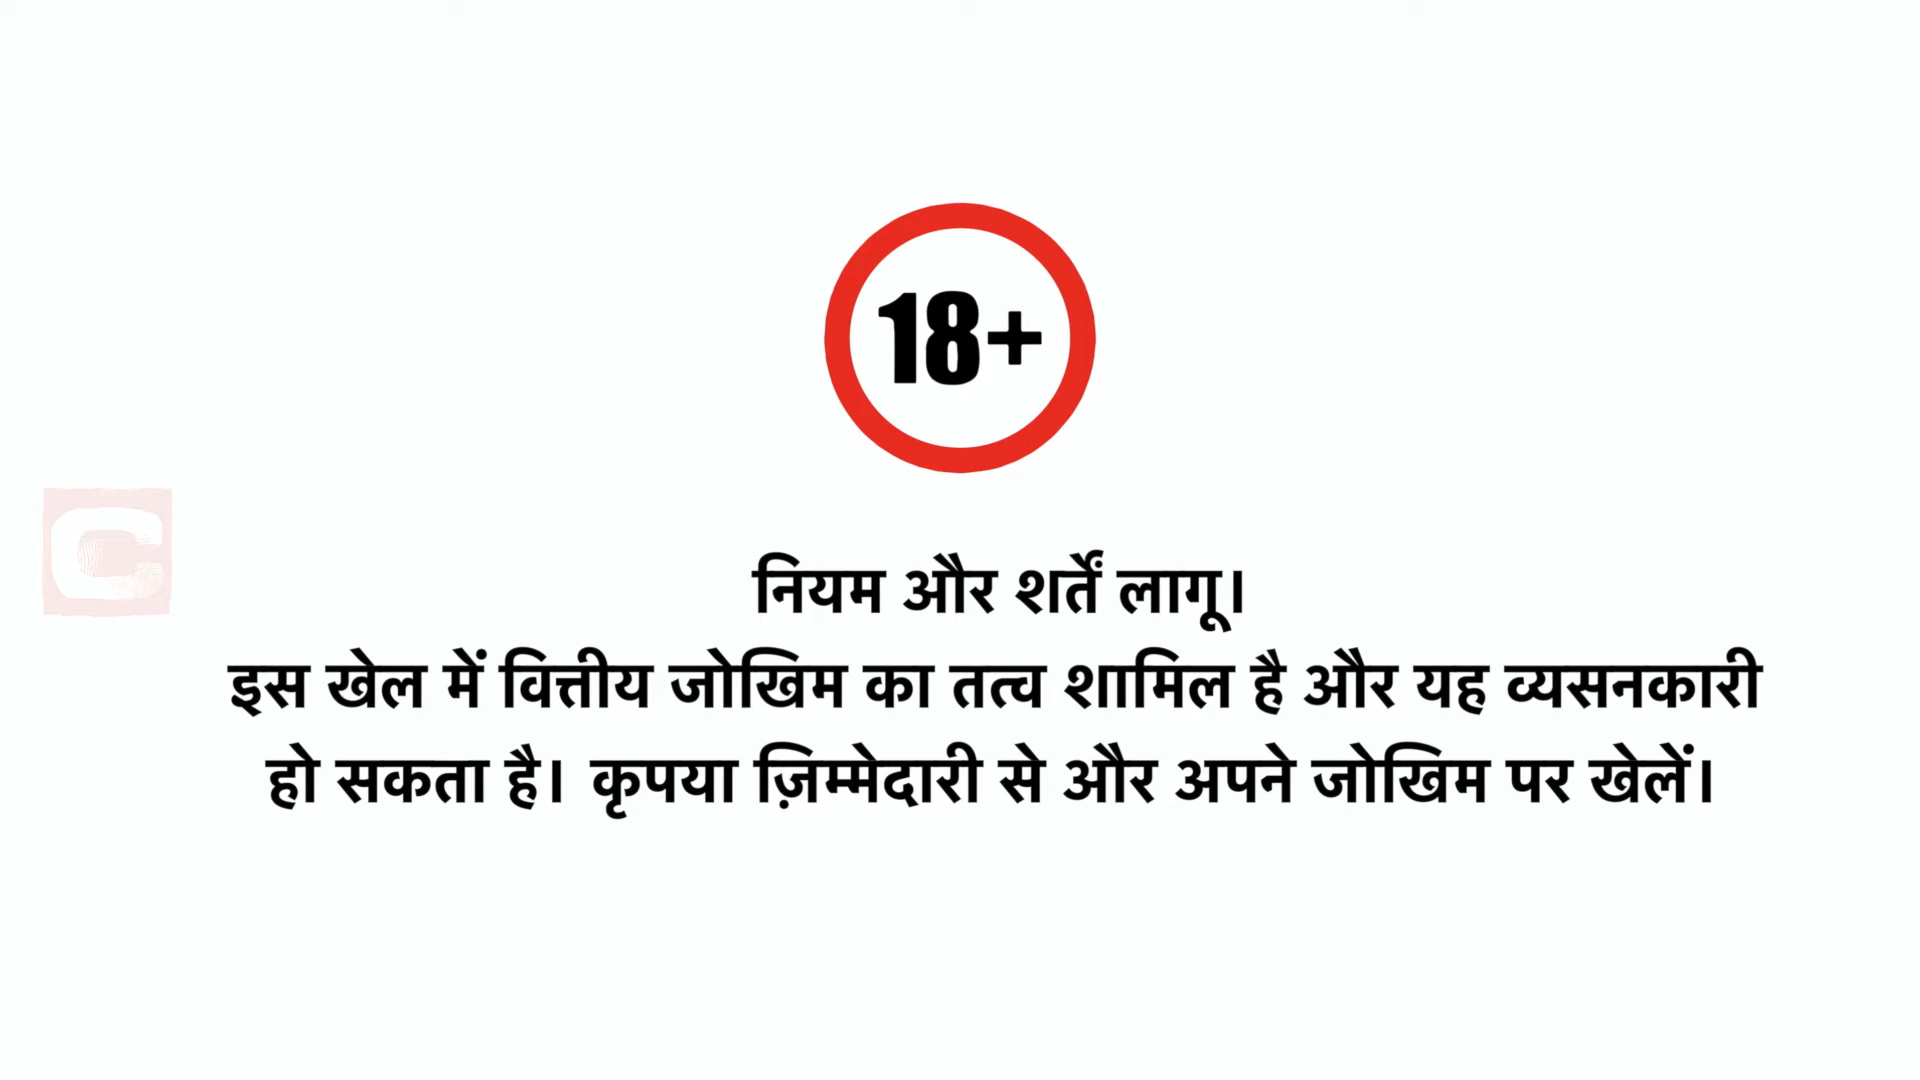 18+
नियम और शर्तें लागू।
इस खेल में वित्तीय जोखिम का तत्व शामिल है और यह व्यसनकारी
हो सकता है। कृपया ज़िम्मेदारी से और अपने जोखिम पर खेलें।
C